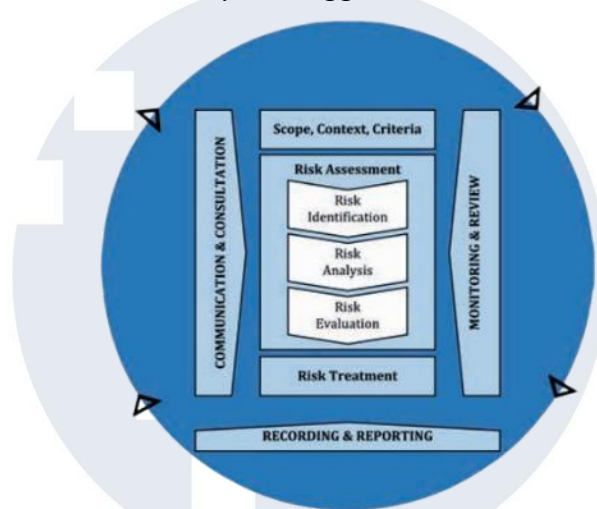 Scope, Context, Criteria
Risk Assessment
Risk
Identification
Risk
Analysis
Risk
Evaluation
Risk Treatment
COMMUNICATION & CONSULTATION
MONITORING & REVIEW
RECORDING & REPORTING